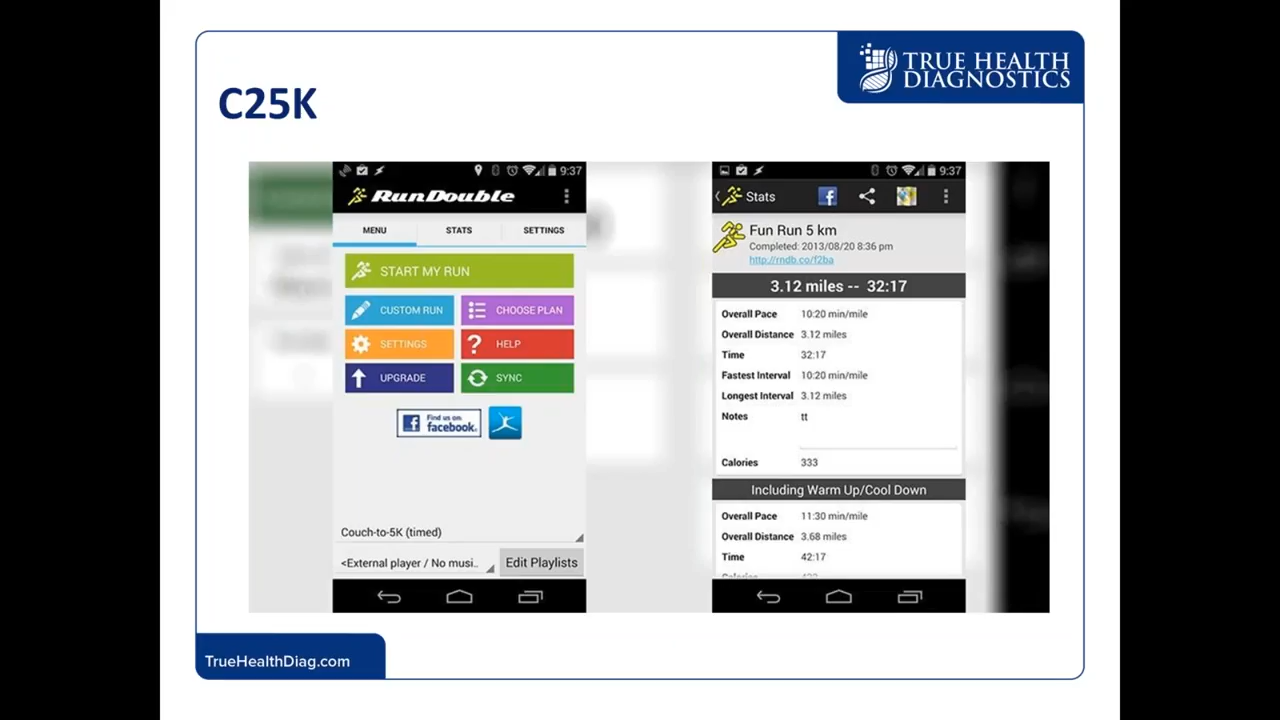 TRUE HEALTH
DIAGNOSTICS
C25K
9:37
RunDouble
MENU STATS SETTINGS
START MY RUN
CUSTOM RUN CHOOSE PLAN
SETTINGS HELP
UPGRADE SYNC
Find us on
facebook.
Couch-to-5K (timed)
<External player / No musi.. Edit Playlists
9:37
Stats
Fun Run 5 km
Completed: 2013/08/20 8:36 pm
http://rndb.co/f2ba
3.12 miles -- 32:17
Overall Pace 10:20 min/mile
Overall Distance 3.12 miles
Time 32:17
Fastest Interval 10:20 min/mile
Longest Interval 3.12 miles
Notes tt
Calories 333
Including Warm Up/Cool Down
Overall Pace 11:30 min/mile
Overall Distance 3.68 miles
Time 42:17
TrueHealthDiag.com